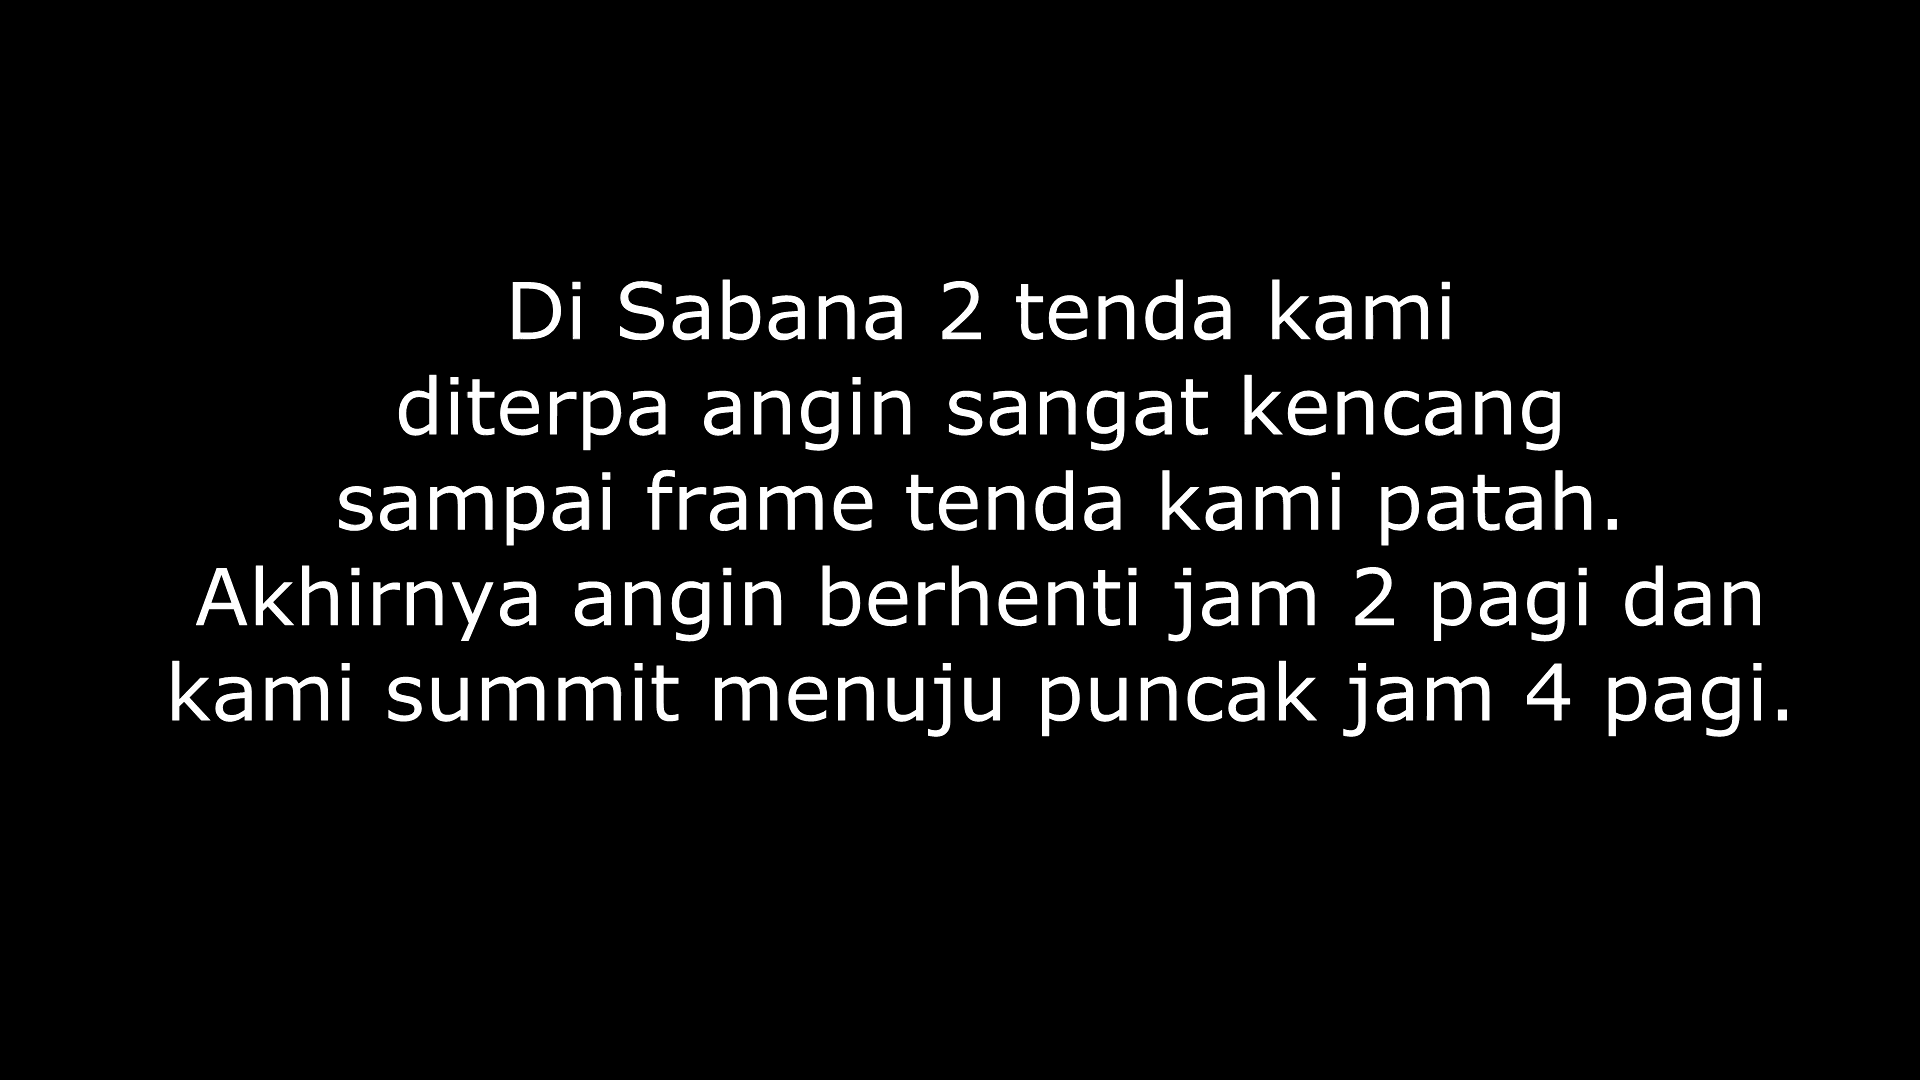 Di Sabana 2 tenda kami
diterpa angin sangat kencang
sampai frame tenda kami patah.
Akhirnya angin berhenti jam 2 pagi dan
kami summit menuju puncak jam 4 pagi.